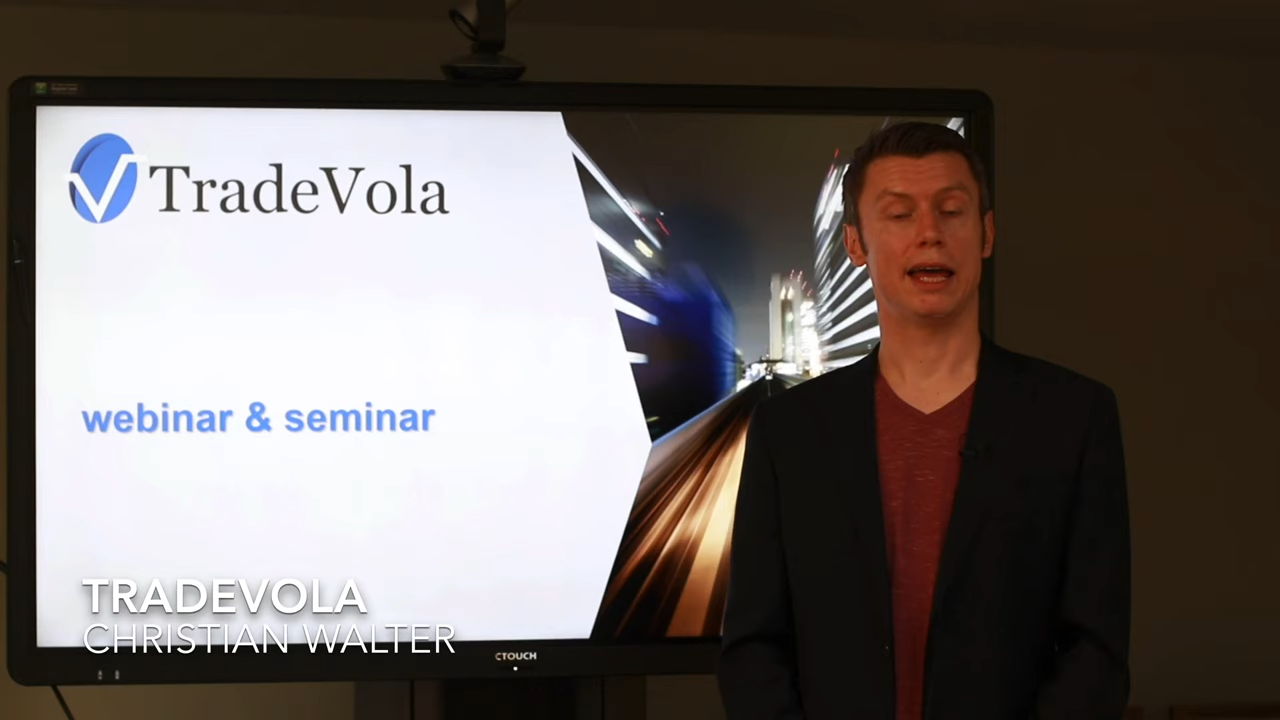 TradeVola
webinar & seminar
TRADEVOLA
CHRISTIAN WALTER
CTOUCH